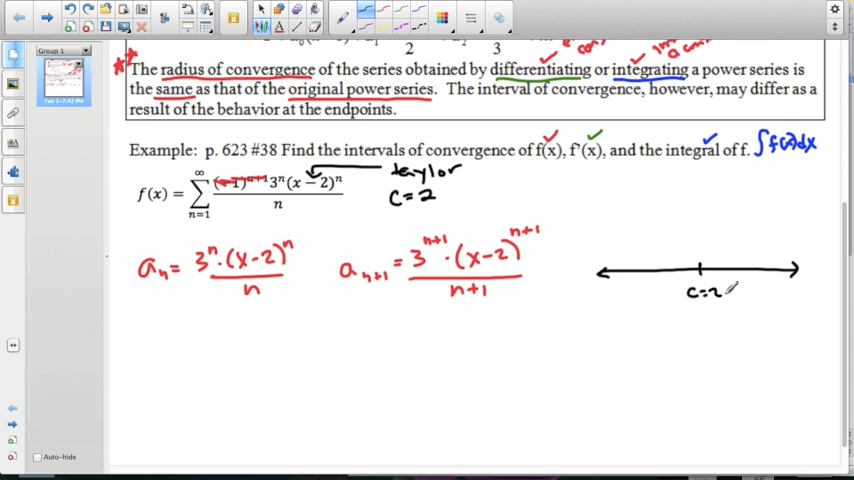 Group 1
Feb 3-7:42 PM
2 3
The radius of convergence of the series obtained by differentiating or integrating a power series is
the same as that of the original power series. The interval of convergence, however, may differ as a
result of the behavior at the endpoints.
Example: p. 623 #38 Find the intervals of convergence of f(x), f'(x), and the integral of f. ∫f(x)dx
f(x) = ∑_{n=1}^{∞} (−1)^{n+1} 3^n (x − 2)^n / n
taylor
c = 2
a_n = 3^n · (x−2)^n / n
a_{n+1} = 3^{n+1} · (x−2)^{n+1} / n+1
c=2
Auto-hide